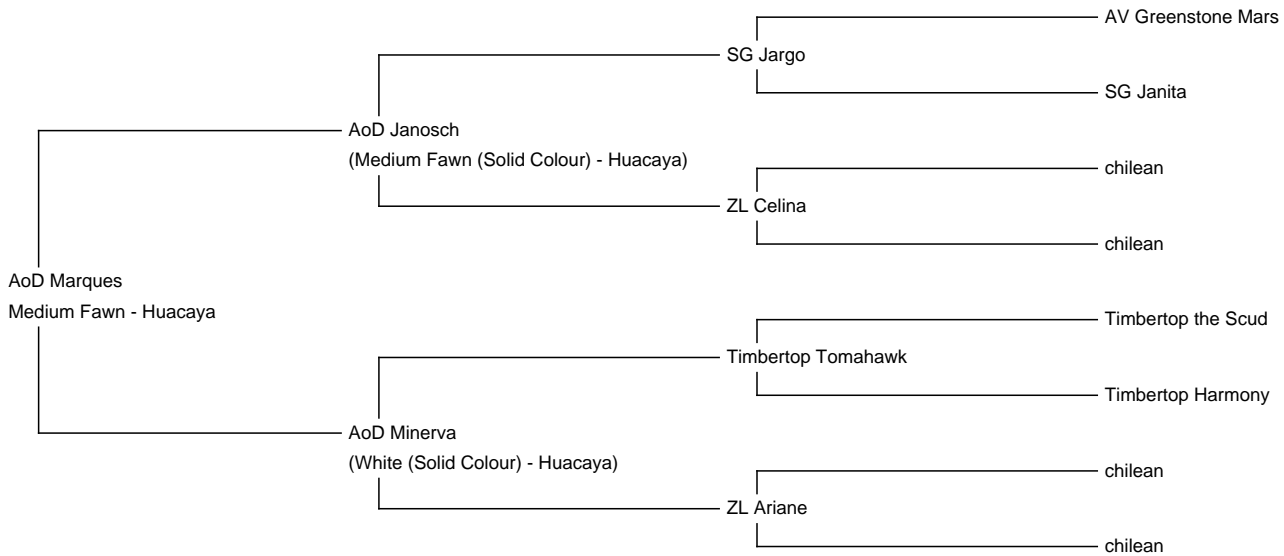 AV Greenstone Mars
SG Jargo
SG Janita
AoD Janosch
(Medium Fawn (Solid Colour) - Huacaya)
chilean
ZL Celina
chilean
AoD Marques
Medium Fawn - Huacaya
Timbertop the Scud
Timbertop Tomahawk
Timbertop Harmony
AoD Minerva
(White (Solid Colour) - Huacaya)
chilean
ZL Ariane
chilean